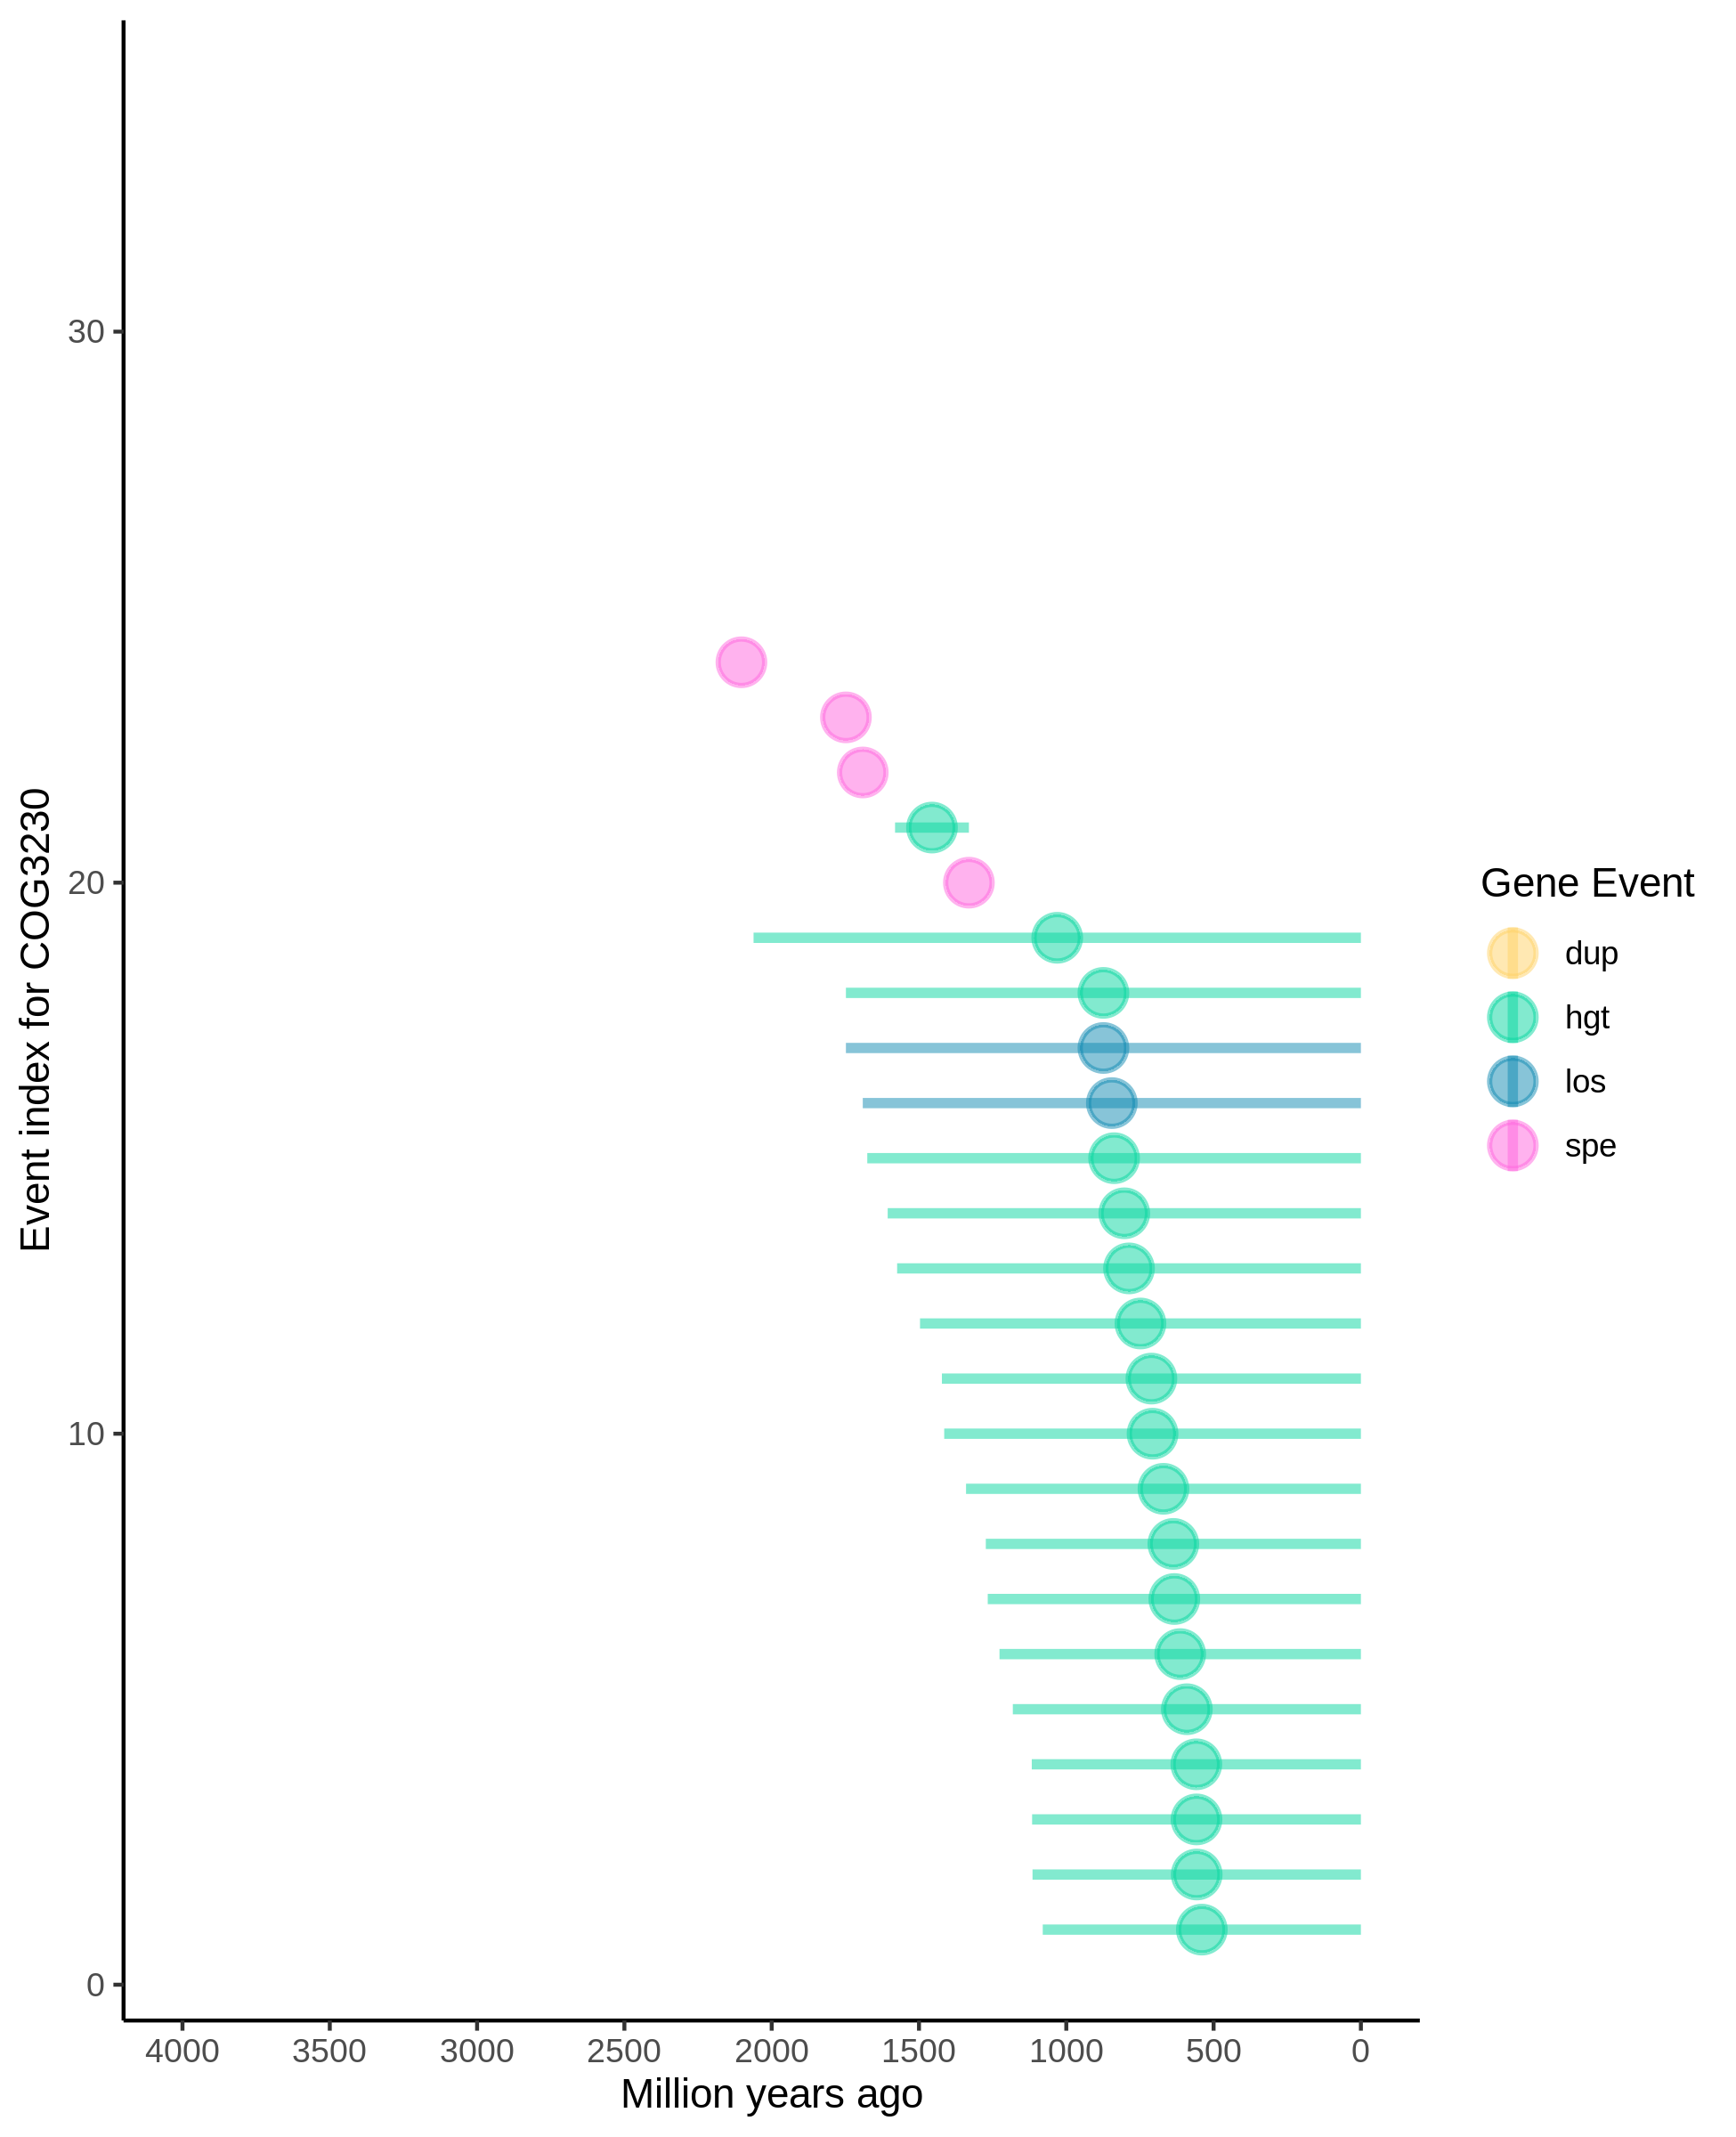 30
20
10
0
Event index for COG3230
4000 3500 3000 2500 2000 1500 1000 500 0
Million years ago
Gene Event
dup
hgt
los
spe